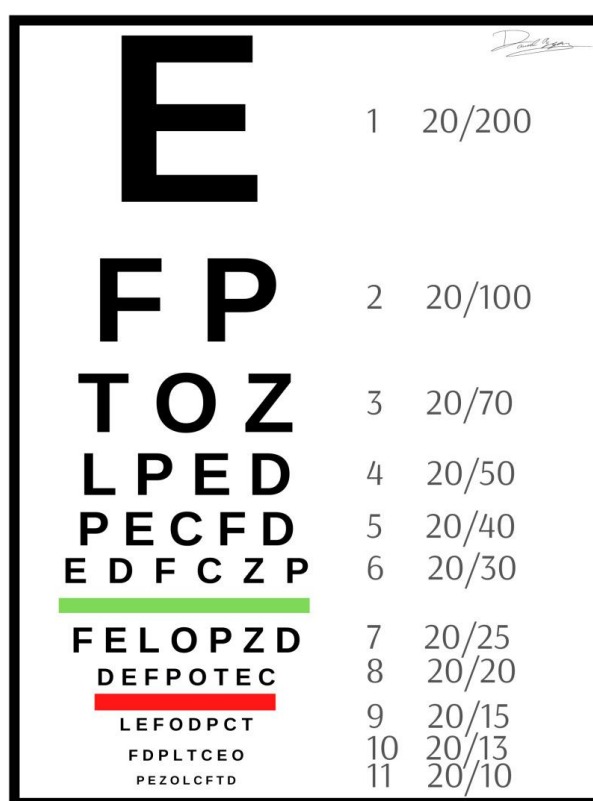 E 1 20/200
F P 2 20/100
T O Z 3 20/70
L P E D 4 20/50
P E C F D 5 20/40
E D F C Z P 6 20/30
F E L O P Z D 7 20/25
D E F P O T E C 8 20/20
L E F O D P C T 9 20/15
F D P L T C E O 10 20/13
P E Z O L C F T D 11 20/10